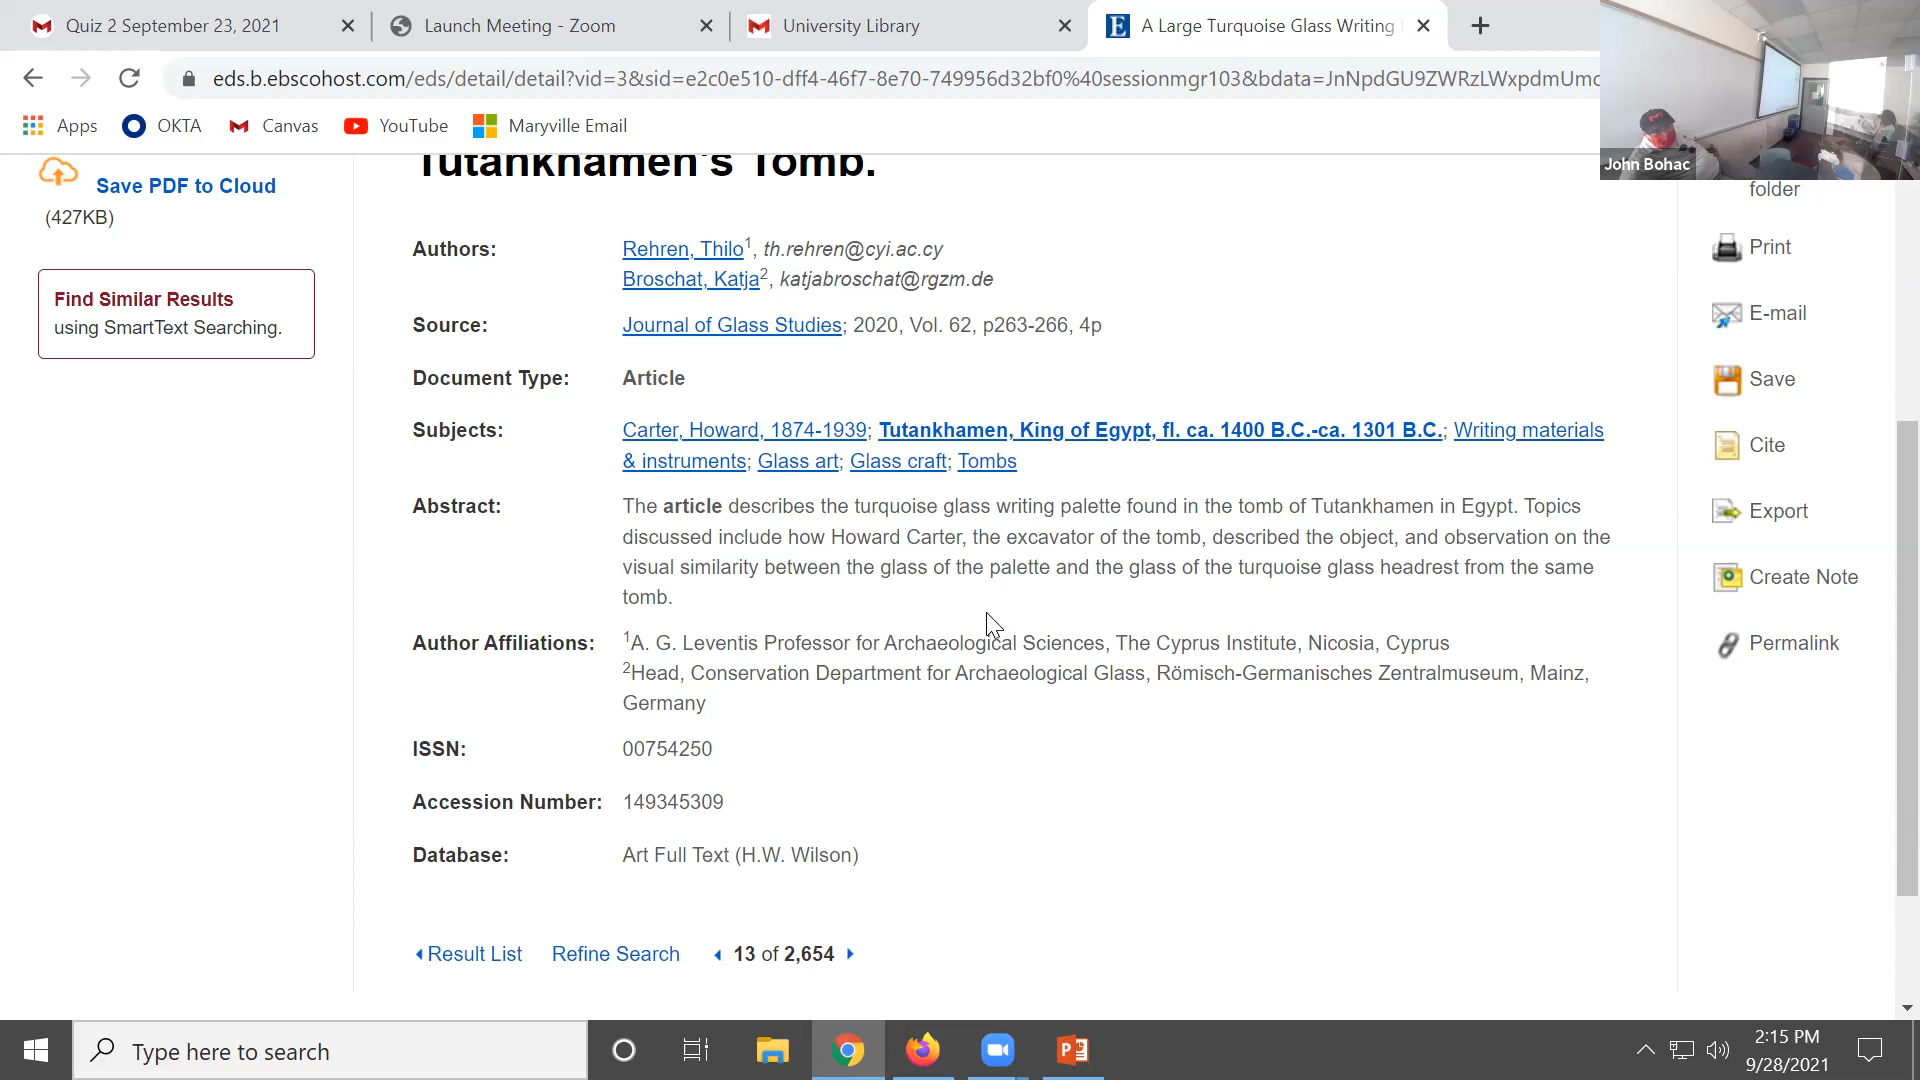 Quiz 2 September 23, 2021
Launch Meeting - Zoom
University Library
A Large Turquoise Glass Writing
eds.b.ebscohost.com/eds/detail/detail?vid=3&sid=e2c0e510-dff4-46f7-8e70-749956d32bf0%40sessionmgr103&bdata=JnNpdGU9ZWRzLWxpdmUmc
Apps OKTA Canvas YouTube Maryville Email
John Bohac
Save PDF to Cloud
(427KB)
Find Similar Results
using SmartText Searching.
Tutankhamen's Tomb.
Authors: Rehren, Thilo1, th.rehren@cyi.ac.cy
Broschat, Katja2, katjabroschat@rgzm.de
Source: Journal of Glass Studies; 2020, Vol. 62, p263-266, 4p
Document Type: Article
Subjects: Carter, Howard, 1874-1939; Tutankhamen, King of Egypt, fl. ca. 1400 B.C.-ca. 1301 B.C.; Writing materials
& instruments; Glass art; Glass craft; Tombs
Abstract: The article describes the turquoise glass writing palette found in the tomb of Tutankhamen in Egypt. Topics
discussed include how Howard Carter, the excavator of the tomb, described the object, and observation on the
visual similarity between the glass of the palette and the glass of the turquoise glass headrest from the same
tomb.
Author Affiliations: 1A. G. Leventis Professor for Archaeological Sciences, The Cyprus Institute, Nicosia, Cyprus
2Head, Conservation Department for Archaeological Glass, Römisch-Germanisches Zentralmuseum, Mainz,
Germany
ISSN: 00754250
Accession Number: 149345309
Database: Art Full Text (H.W. Wilson)
Result List Refine Search 13 of 2,654
folder
Print
E-mail
Save
Cite
Export
Create Note
Permalink
Type here to search
2:15 PM
9/28/2021